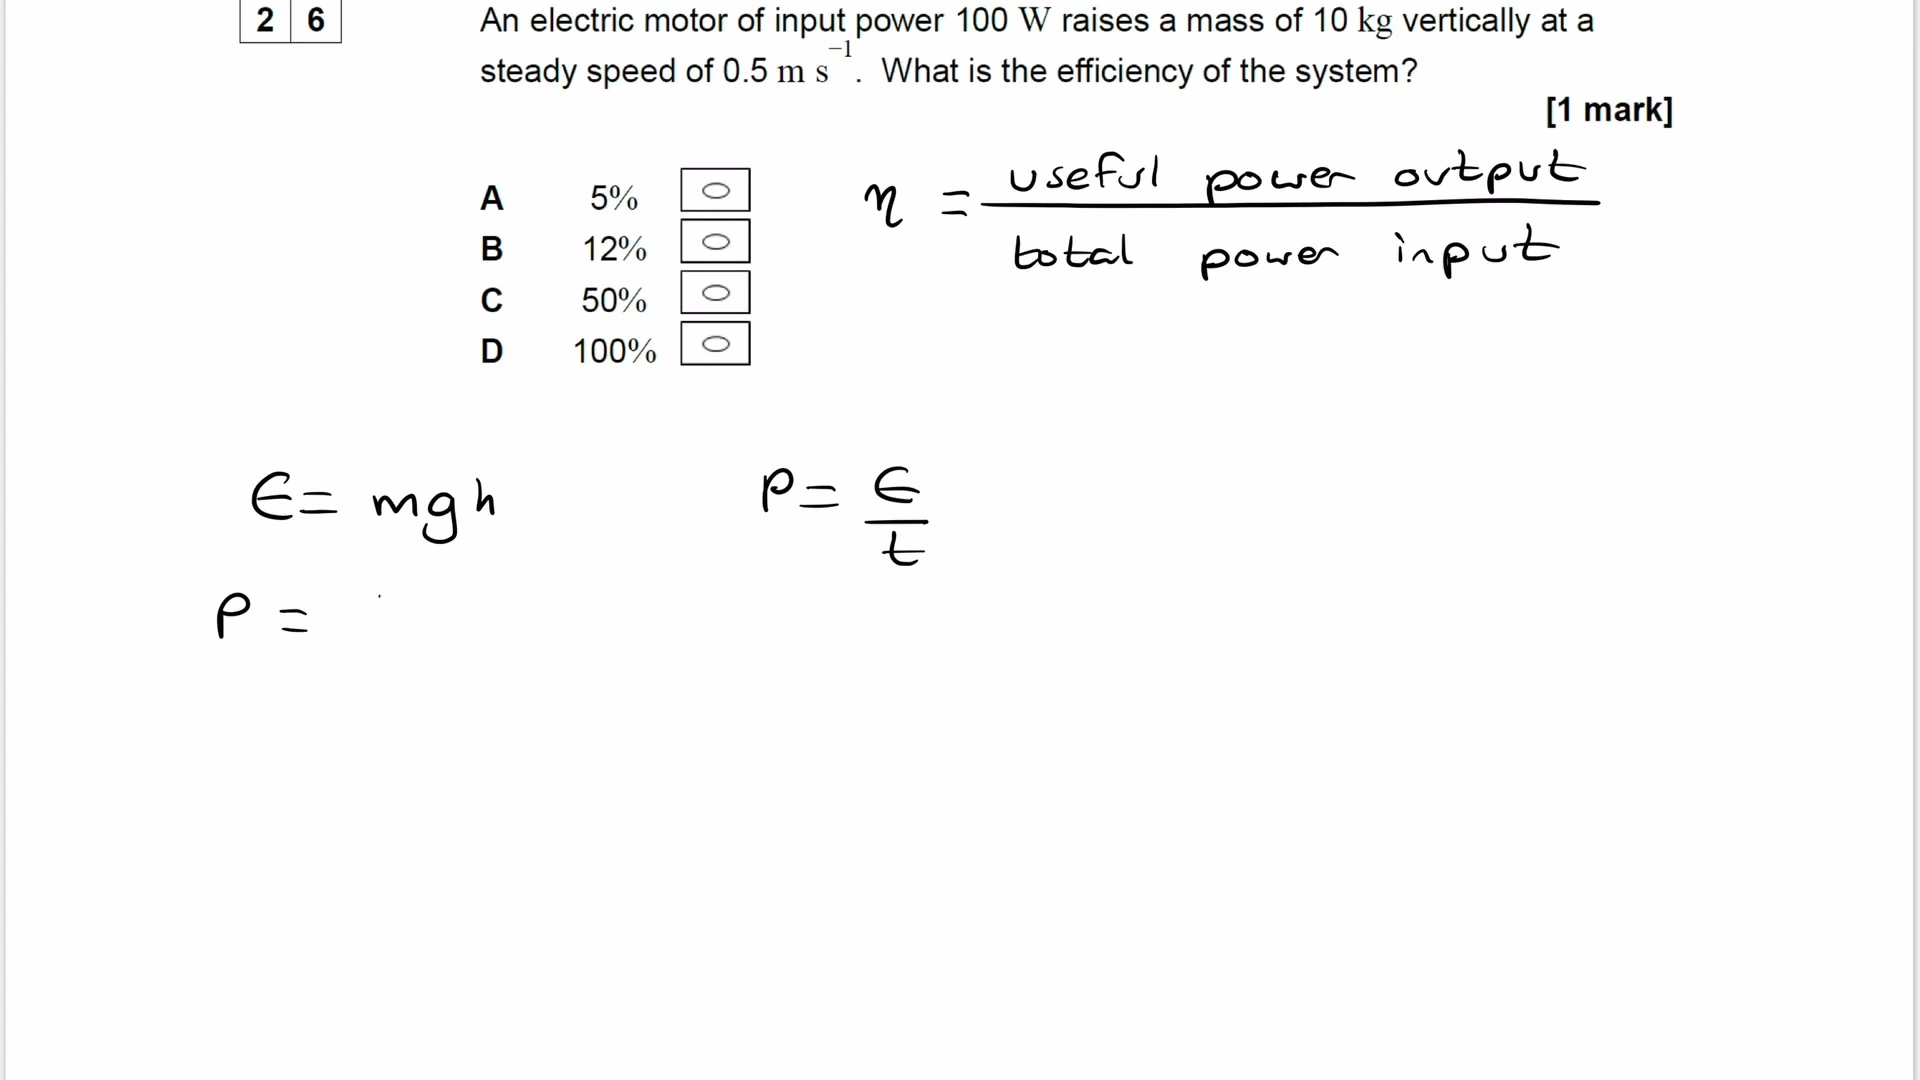 2 6 An electric motor of input power 100 W raises a mass of 10 kg vertically at a
steady speed of 0.5 m s⁻¹. What is the efficiency of the system?
[1 mark]
A 5%
B 12%
C 50%
D 100%
η = useful power output
total power input
E = mgh
P = E
t
P =